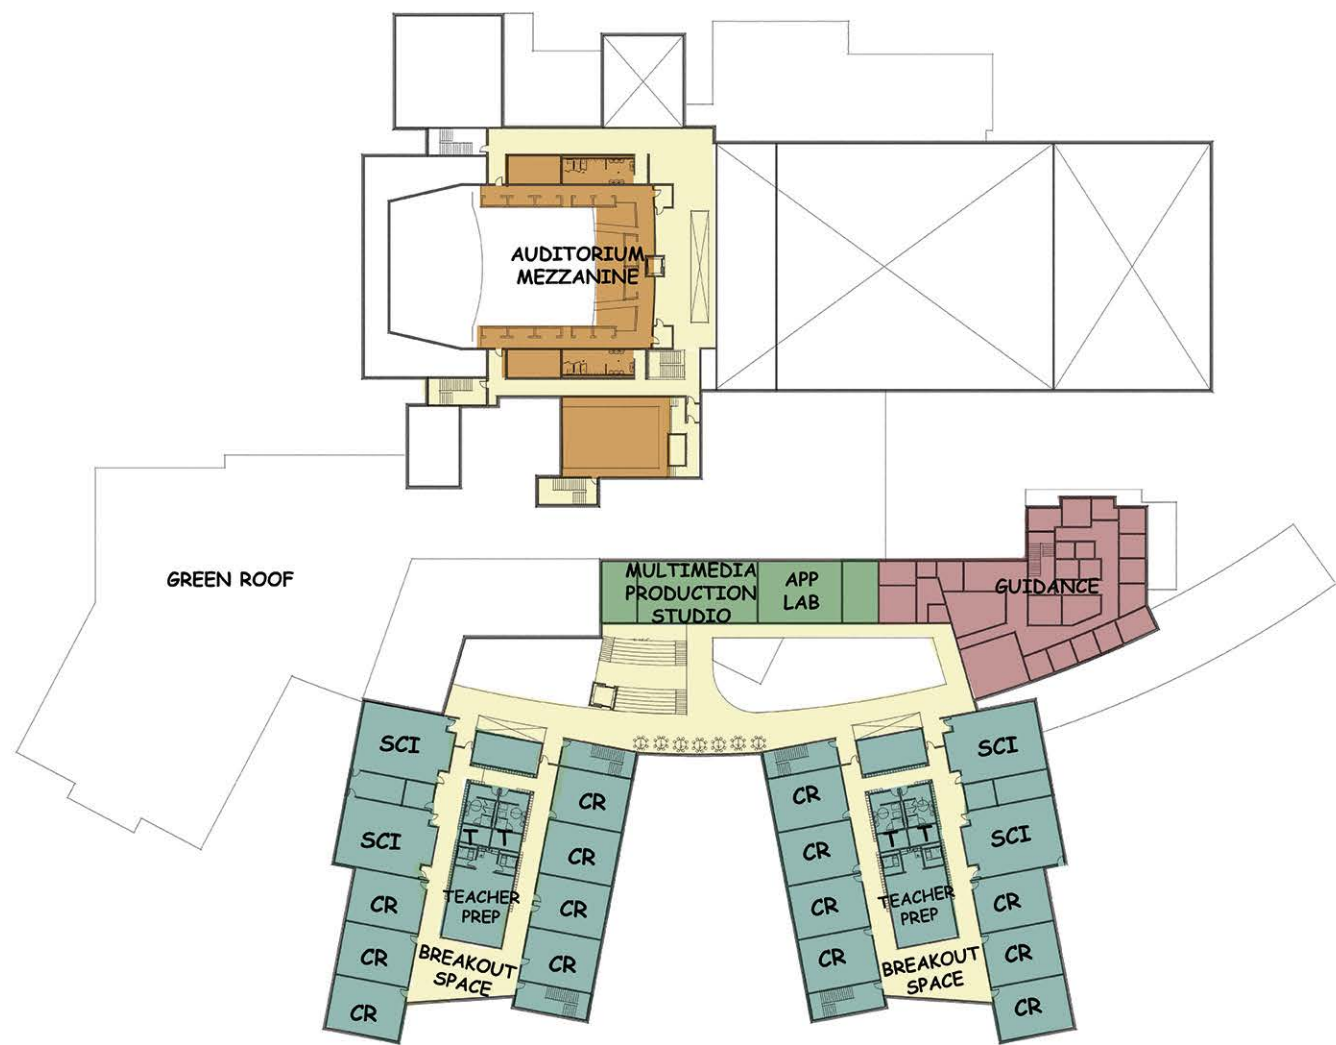 AUDITORIUM
MEZZANINE
GREEN ROOF
MULTIMEDIA
PRODUCTION
STUDIO
APP
LAB
GUIDANCE
SCI
SCI
CR
CR
CR
T T
TEACHER
PREP
BREAKOUT
SPACE
CR
CR
CR
CR
CR
CR
CR
CR
T T
TEACHER
PREP
BREAKOUT
SPACE
SCI
SCI
CR
CR
CR